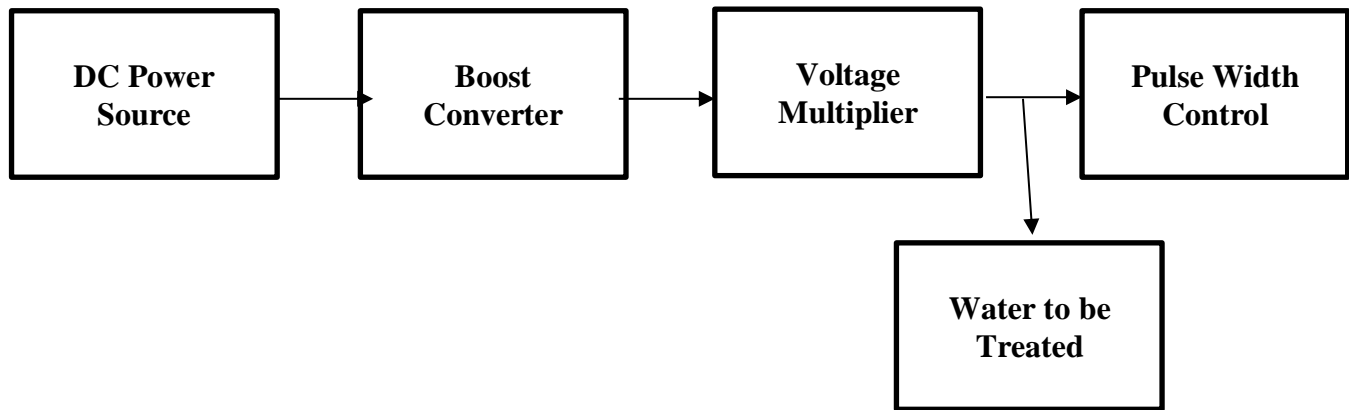 DC Power
Source
Boost
Converter
Voltage
Multiplier
Pulse Width
Control
Water to be
Treated